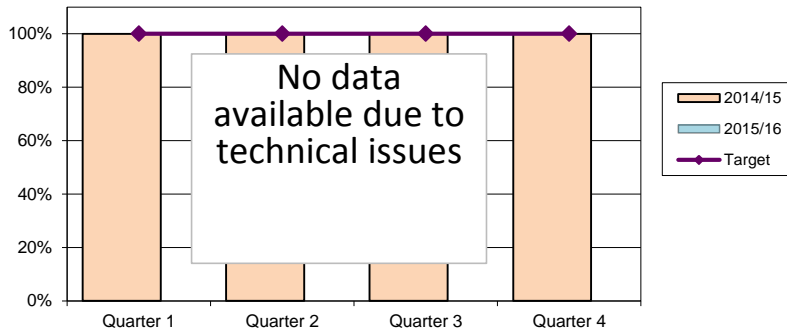 100%
80%
60%
40%
20%
0%
No data
available due to
technical issues
Quarter 1
Quarter 2
Quarter 3
Quarter 4
2014/15
2015/16
Target